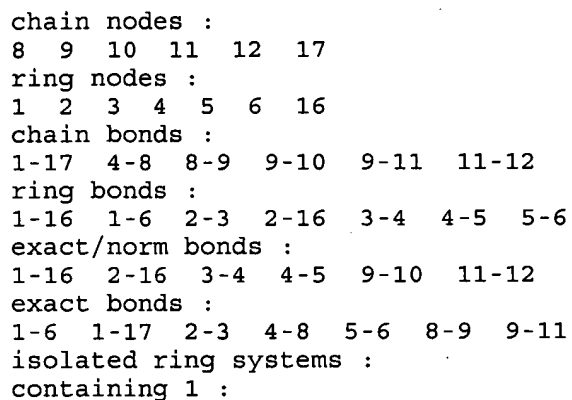 chain nodes :
8 9 10 11 12 17
ring nodes :
1 2 3 4 5 6 16
chain bonds :
1-17 4-8 8-9 9-10 9-11 11-12
ring bonds :
1-16 1-6 2-3 2-16 3-4 4-5 5-6
exact/norm bonds :
1-16 2-16 3-4 4-5 9-10 11-12
exact bonds :
1-6 1-17 2-3 4-8 5-6 8-9 9-11
isolated ring systems :
containing 1 :